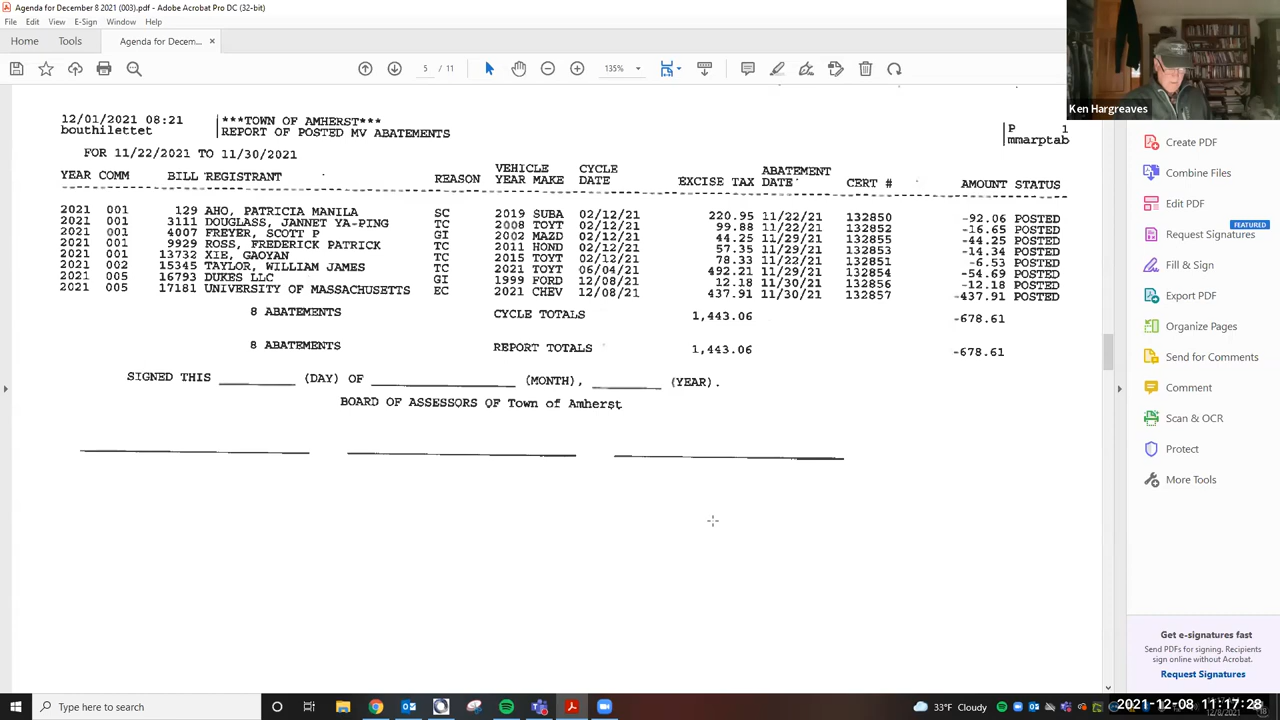 Agenda for December 8 2021 (003).pdf - Adobe Acrobat Pro DC (32-bit)
File Edit View E-Sign Window Help
Home Tools Agenda for Decem... ×
5 / 11 135%
Ken Hargreaves
12/01/2021 08:21 ***TOWN OF AMHERST*** P 1
bouthilettet REPORT OF POSTED MV ABATEMENTS mmarptab
FOR 11/22/2021 TO 11/30/2021
VEHICLE CYCLE ABATEMENT
YEAR COMM BILL REGISTRANT REASON YEAR MAKE DATE EXCISE TAX DATE CERT # AMOUNT STATUS
2021 001 129 AHO, PATRICIA MANILA SC 2019 SUBA 02/12/21 220.95 11/22/21 132850 -92.06 POSTED
2021 001 3111 DOUGLASS, JANNET YA-PING TC 2008 TOYT 02/12/21 99.88 11/22/21 132852 -16.65 POSTED
2021 001 4007 FREYER, SCOTT P GI 2002 MAZD 02/12/21 44.25 11/29/21 132855 -44.25 POSTED
2021 001 9929 ROSS, FREDERICK PATRICK TC 2011 HOND 02/12/21 57.35 11/29/21 132853 -14.34 POSTED
2021 001 13732 XIE, GAOYAN TC 2015 TOYT 02/12/21 78.33 11/22/21 132851 -6.53 POSTED
2021 002 15345 TAYLOR, WILLIAM JAMES TC 2021 TOYT 06/04/21 492.21 11/29/21 132854 -54.69 POSTED
2021 005 16793 DUKES LLC GI 1999 FORD 12/08/21 12.18 11/30/21 132856 -12.18 POSTED
2021 005 17181 UNIVERSITY OF MASSACHUSETTS EC 2021 CHEV 12/08/21 437.91 11/30/21 132857 -437.91 POSTED
8 ABATEMENTS CYCLE TOTALS 1,443.06 -678.61
8 ABATEMENTS REPORT TOTALS 1,443.06 -678.61
SIGNED THIS ________ (DAY) OF _______________ (MONTH), _______ (YEAR).
BOARD OF ASSESSORS OF Town of Amherst
Create PDF
Combine Files
Edit PDF
FEATURED
Request Signatures
Fill & Sign
Export PDF
Organize Pages
Send for Comments
Comment
Scan & OCR
Protect
More Tools
Get e-signatures fast
Send PDFs for signing. Recipients
sign online without Acrobat.
Request Signatures
Type here to search
33°F Cloudy
2021-12-08 11:17:28
12/8/2021